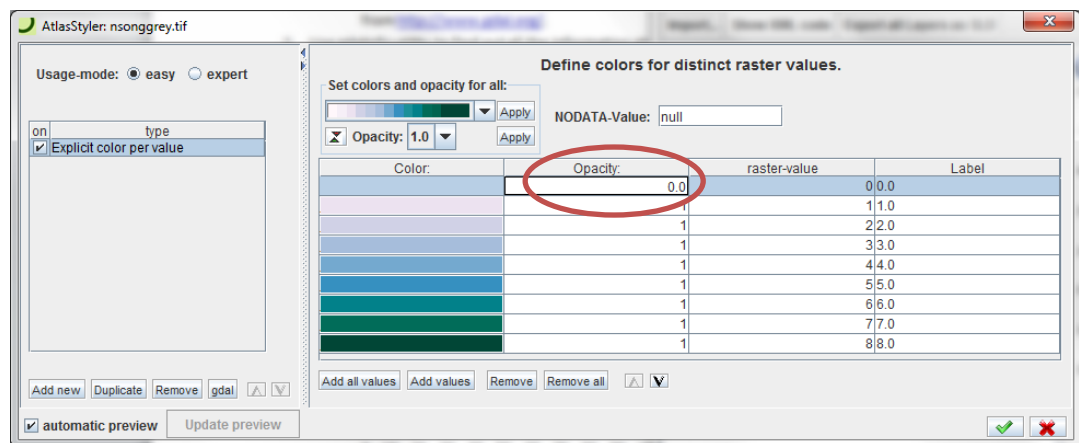 AtlasStyler: nsonggrey.tif
Usage-mode: easy expert
on type
Explicit color per value
Add new Duplicate Remove gdal
automatic preview Update preview
Define colors for distinct raster values.
Set colors and opacity for all:
Apply
NODATA-Value: null
Opacity: 1.0 Apply
Color: Opacity: raster-value Label
0.0 0 0.0
1 1 1.0
1 2 2.0
1 3 3.0
1 4 4.0
1 5 5.0
1 6 6.0
1 7 7.0
1 8 8.0
Add all values Add values Remove Remove all